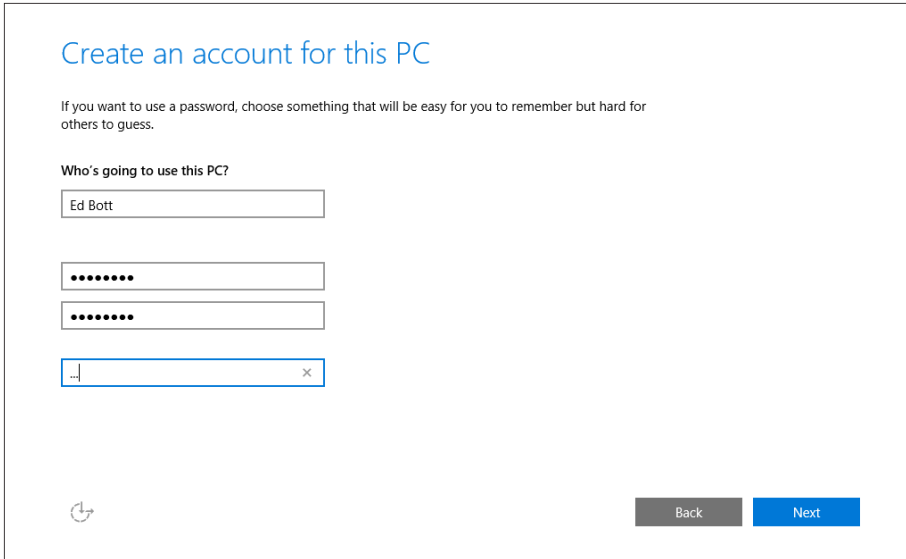 Create an account for this PC
If you want to use a password, choose something that will be easy for you to remember but hard for
others to guess.
Who's going to use this PC?
Ed Bott
●●●●●●●●
●●●●●●●●
...
Back
Next